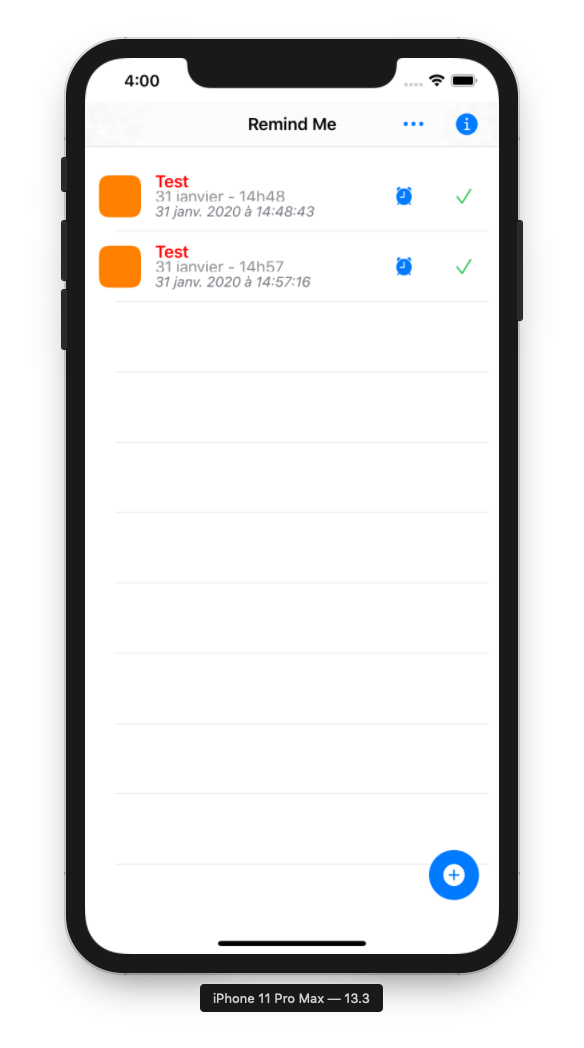 4:00
Remind Me
Test
31 janvier - 14h48
31 janv. 2020 à 14:48:43
Test
31 janvier - 14h57
31 janv. 2020 à 14:57:16
iPhone 11 Pro Max — 13.3